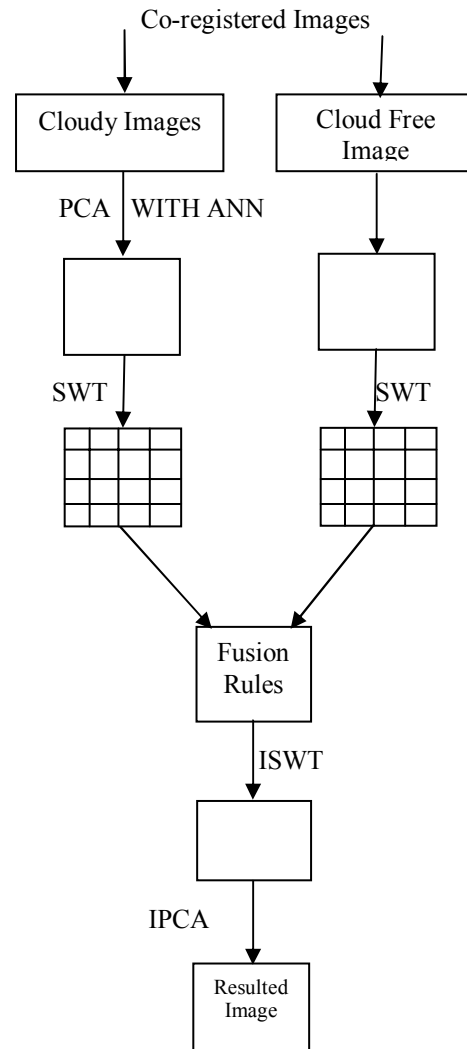 Co-registered Images
Cloudy Images
Cloud Free
Image
PCA WITH ANN
SWT
SWT
Fusion
Rules
ISWT
IPCA
Resulted
Image